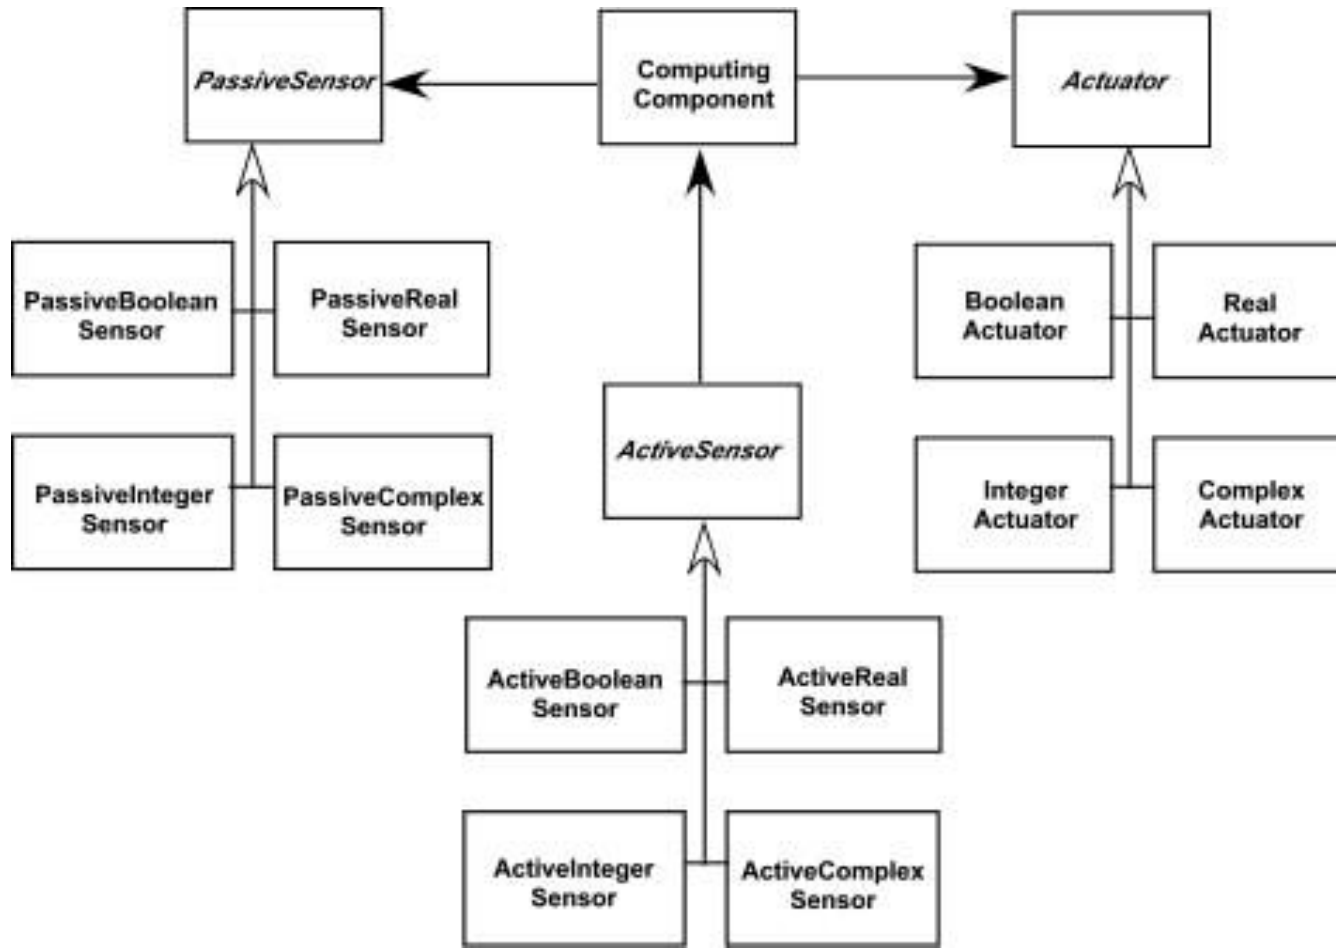 PassiveSensor
Computing
Component
Actuator
PassiveBoolean
Sensor
PassiveReal
Sensor
Boolean
Actuator
Real
Actuator
PassiveInteger
Sensor
PassiveComplex
Sensor
ActiveSensor
Integer
Actuator
Complex
Actuator
ActiveBoolean
Sensor
ActiveReal
Sensor
ActiveInteger
Sensor
ActiveComplex
Sensor